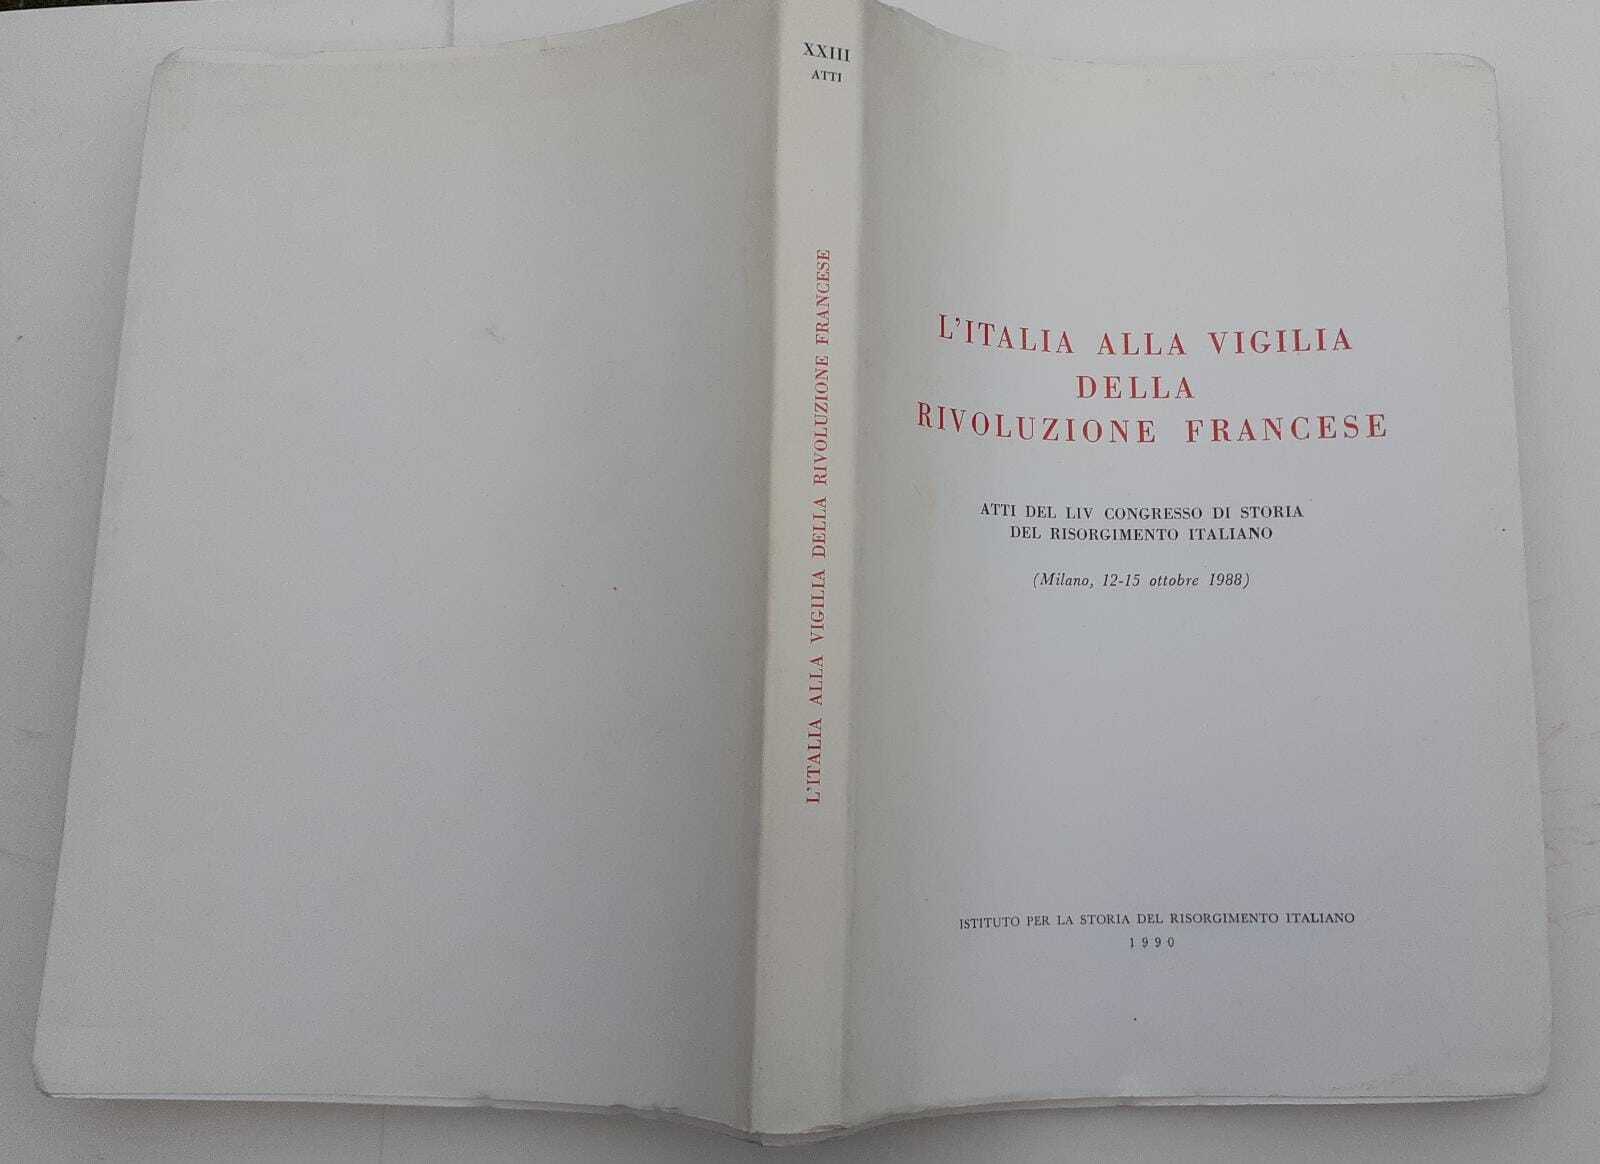 XXIII
ATTI
L'ITALIA ALLA VIGILIA DELLA RIVOLUZIONE FRANCESE
L'ITALIA ALLA VIGILIA
DELLA
RIVOLUZIONE FRANCESE
ATTI DEL LIV CONGRESSO DI STORIA
DEL RISORGIMENTO ITALIANO
(Milano, 12-15 ottobre 1988)
ISTITUTO PER LA STORIA DEL RISORGIMENTO ITALIANO
1990